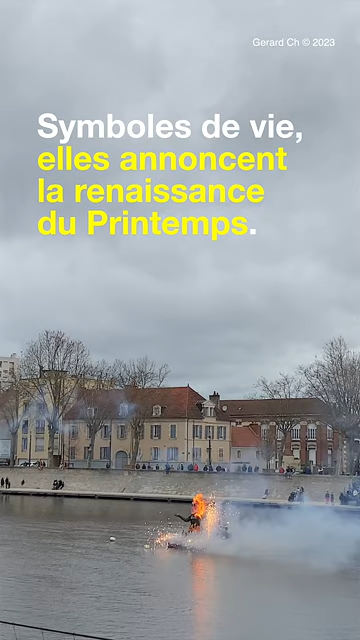 Gerard Ch © 2023
Symboles de vie,
elles annoncent
la renaissance
du Printemps.